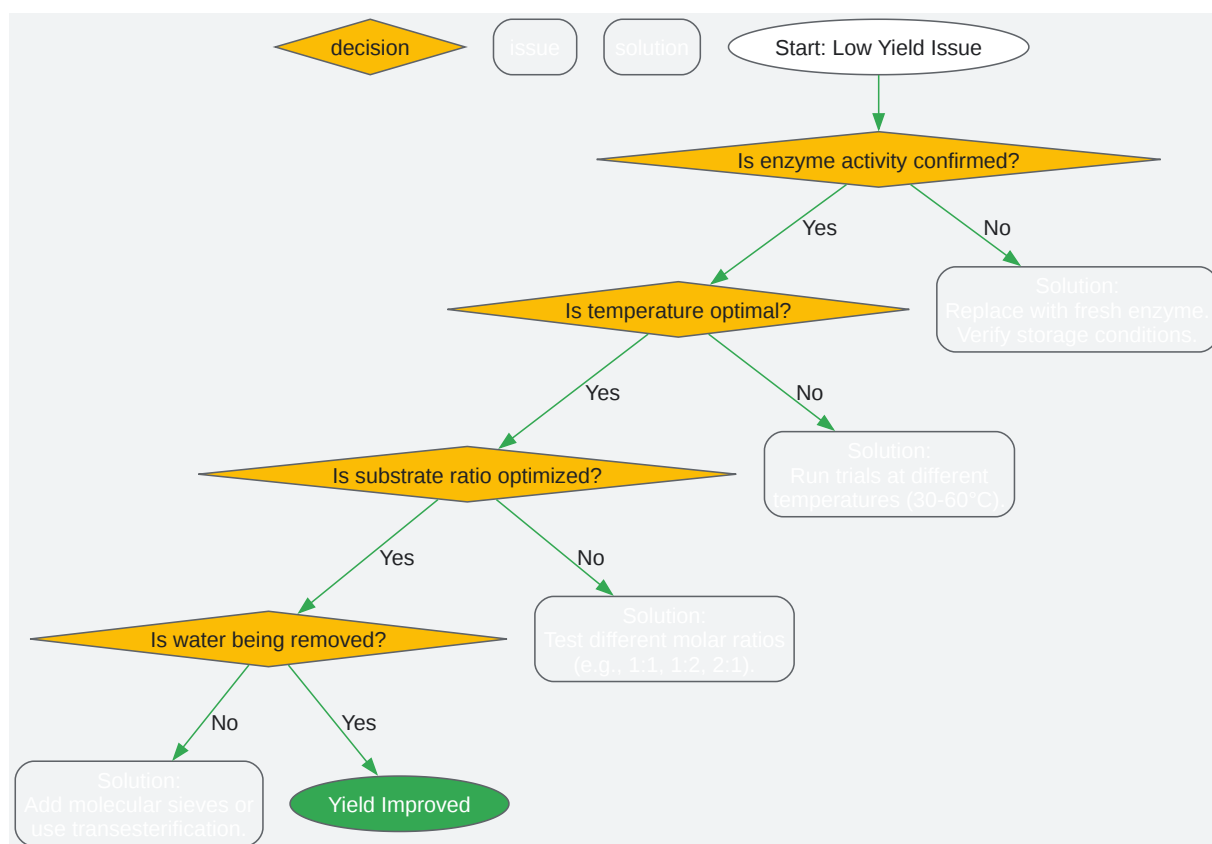 decision
issue
solution
Start: Low Yield Issue
Is enzyme activity confirmed?
Yes
No
Is temperature optimal?
Solution:
Replace with fresh enzyme.
Verify storage conditions.
Yes
No
Is substrate ratio optimized?
Solution:
Run trials at different
temperatures (30-60°C).
Yes
No
Is water being removed?
Solution:
Test different molar ratios
(e.g., 1:1, 1:2, 2:1).
No
Yes
Solution:
Add molecular sieves or
use transesterification.
Yield Improved